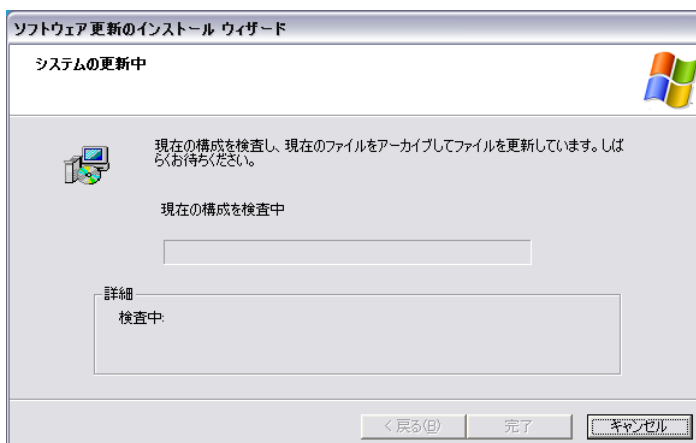 ソフトウェア更新のインストール ウィザード
システムの更新中
現在の構成を検査し、現在のファイルをアーカイブしてファイルを更新しています。しば
らくお待ちください。
現在の構成を検査中
詳細
検査中:
< 戻る(B)
完了
キャンセル